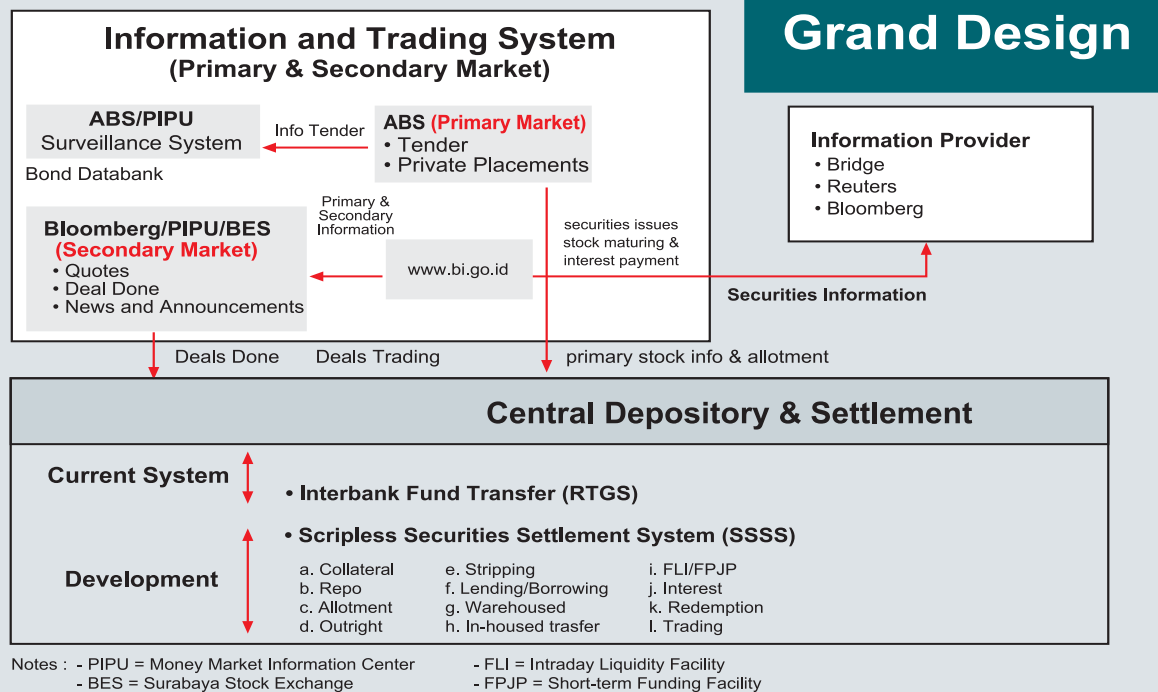 Grand Design
Information and Trading System
(Primary & Secondary Market)
ABS/PIPU
Surveillance System
Bond Databank
Info Tender
ABS (Primary Market)
• Tender
• Private Placements
Information Provider
• Bridge
• Reuters
• Bloomberg
Bloomberg/PIPU/BES
(Secondary Market)
• Quotes
• Deal Done
• News and Announcements
Primary &
Secondary
Information
www.bi.go.id
securities issues
stock maturing &
interest payment
Securities Information
Deals Done
Deals Trading
primary stock info & allotment
Central Depository & Settlement
Current System
• Interbank Fund Transfer (RTGS)
Development
• Scripless Securities Settlement System (SSSS)
a. Collateral
b. Repo
c. Allotment
d. Outright
e. Stripping
f. Lending/Borrowing
g. Warehoused
h. In-housed trasfer
i. FLI/FPJP
j. Interest
k. Redemption
l. Trading
Notes : - PIPU = Money Market Information Center
- BES = Surabaya Stock Exchange
- FLI = Intraday Liquidity Facility
- FPJP = Short-term Funding Facility